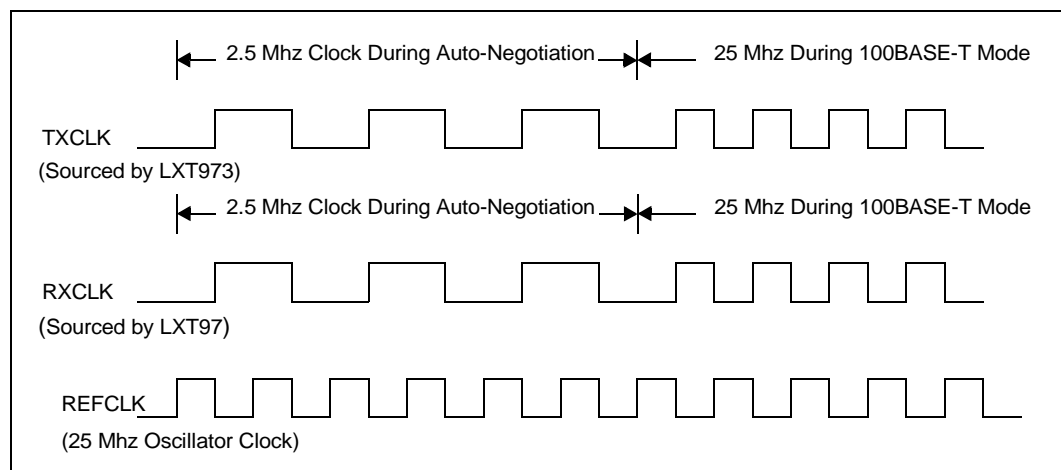 2.5 Mhz Clock During Auto-Negotiation 25 Mhz During 100BASE-T Mode
TXCLK
(Sourced by LXT973)
2.5 Mhz Clock During Auto-Negotiation 25 Mhz During 100BASE-T Mode
RXCLK
(Sourced by LXT97)
REFCLK
(25 Mhz Oscillator Clock)